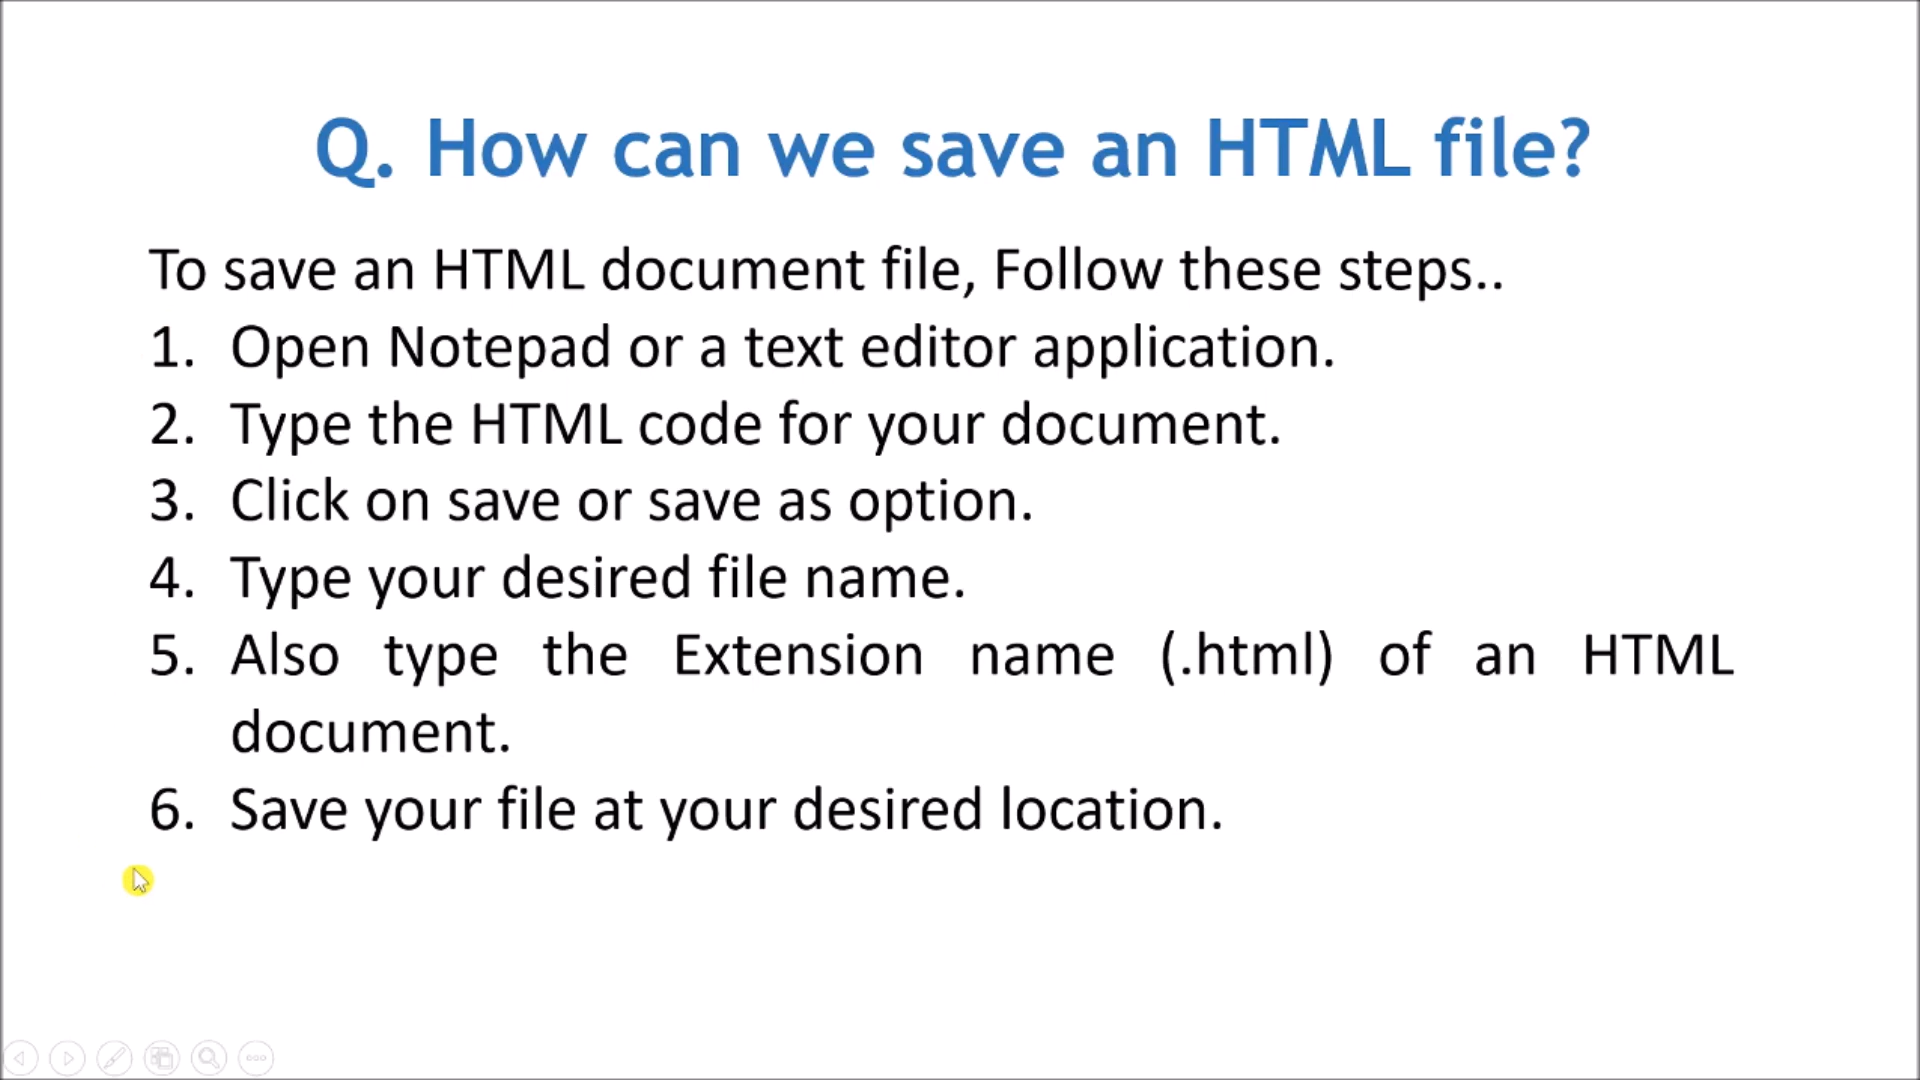 Q. How can we save an HTML file?
To save an HTML document file, Follow these steps..
1. Open Notepad or a text editor application.
2. Type the HTML code for your document.
3. Click on save or save as option.
4. Type your desired file name.
5. Also type the Extension name (.html) of an HTML
document.
6. Save your file at your desired location.